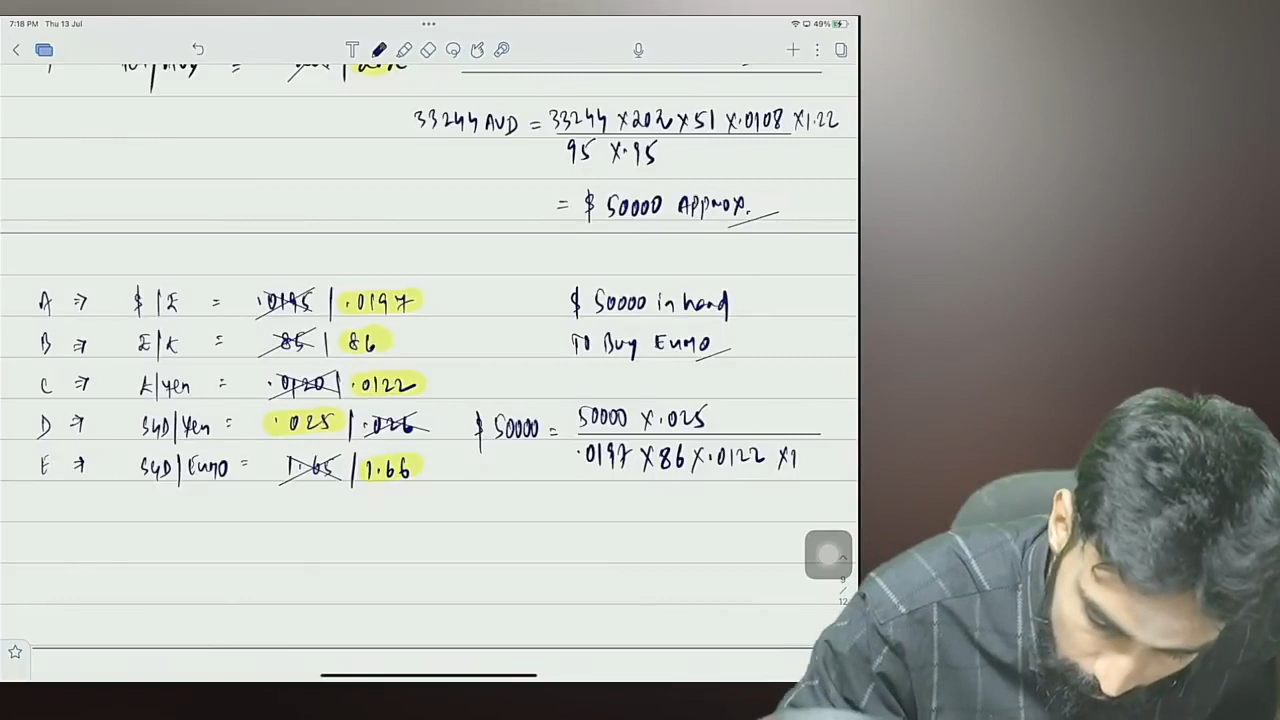 7:18 PM Thu 13 Jul
49%
T
33244 AUD = 33244 × 202 × 51 × .0108 × 1.22
95 × .95
= $ 50000 Approx.
A ⇒ $ | £ = .0195 | .0197
$ 50000 in hand
B ⇒ £ | K = 85 | 86
To Buy Euro
C ⇒ K | yen = .0120 | .0122
D ⇒ SGD | yen = .025 | .026
$ 50000 = 50000 × .025
.0197 × 86 × .0122 × 1
E ⇒ SGD | Euro = 1.65 | 1.66
9
/
12